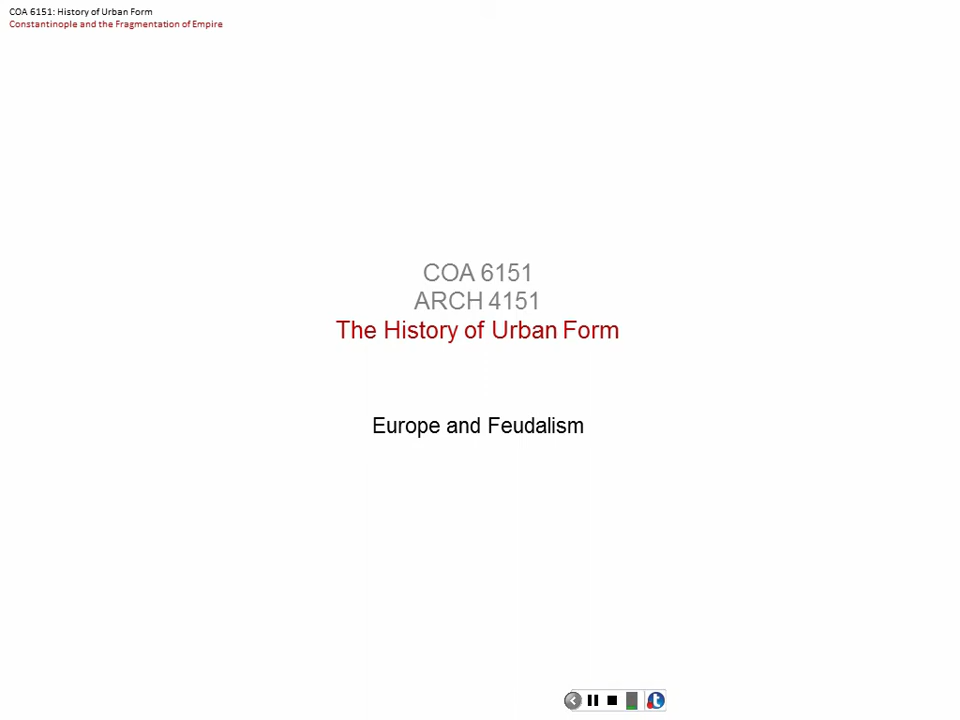 COA 6151: History of Urban Form
Constantinople and the Fragmentation of Empire
COA 6151
ARCH 4151
The History of Urban Form
Europe and Feudalism
t